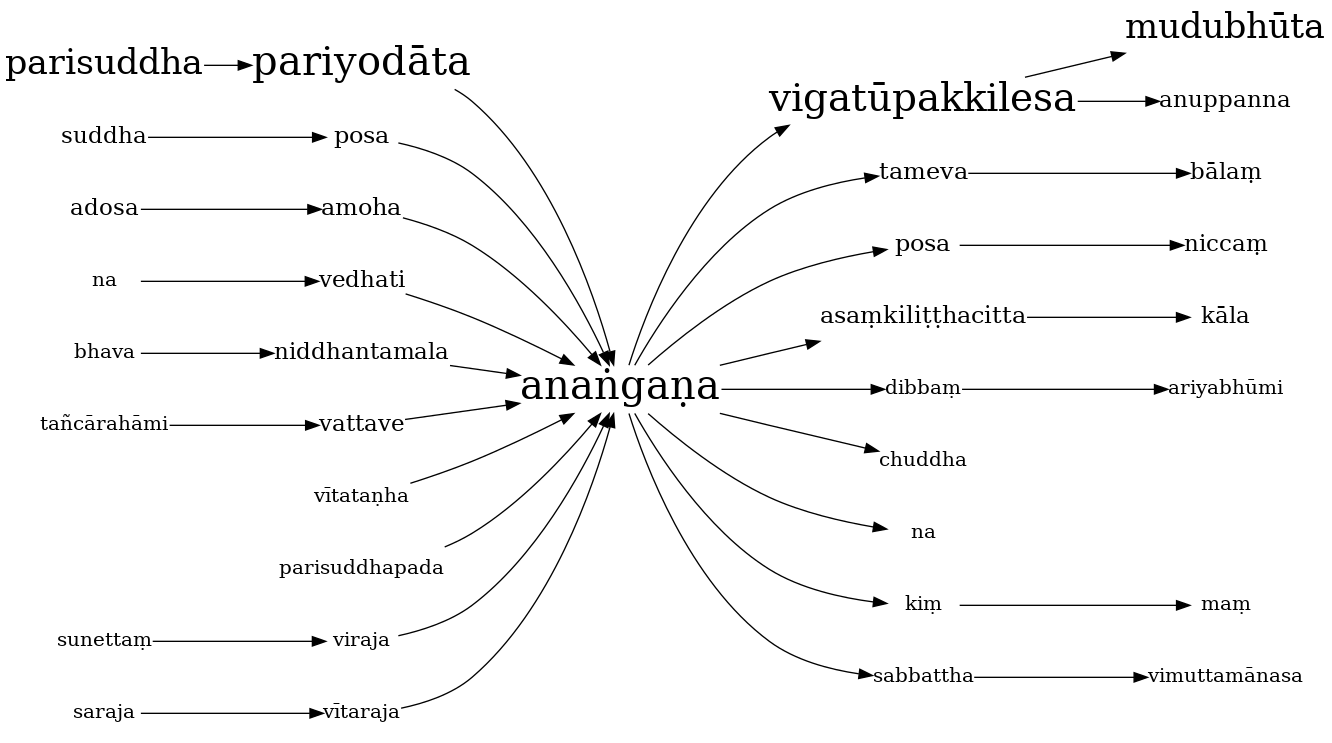 mudubhūta
parisuddha pariyodāta
vigatūpakkilesa anuppanna
suddha posa
tameva bālaṃ
adosa amoha
posa niccaṃ
na vedhati
asaṃkiliṭṭhacitta kāla
bhava niddhantamala
anaṅgaṇa dibbaṃ ariyabhūmi
tañcārahāmi vattave
chuddha
vītataṇha
na
parisuddhapada
kiṃ maṃ
sunettaṃ viraja
sabbattha vimuttamānasa
saraja vītaraja